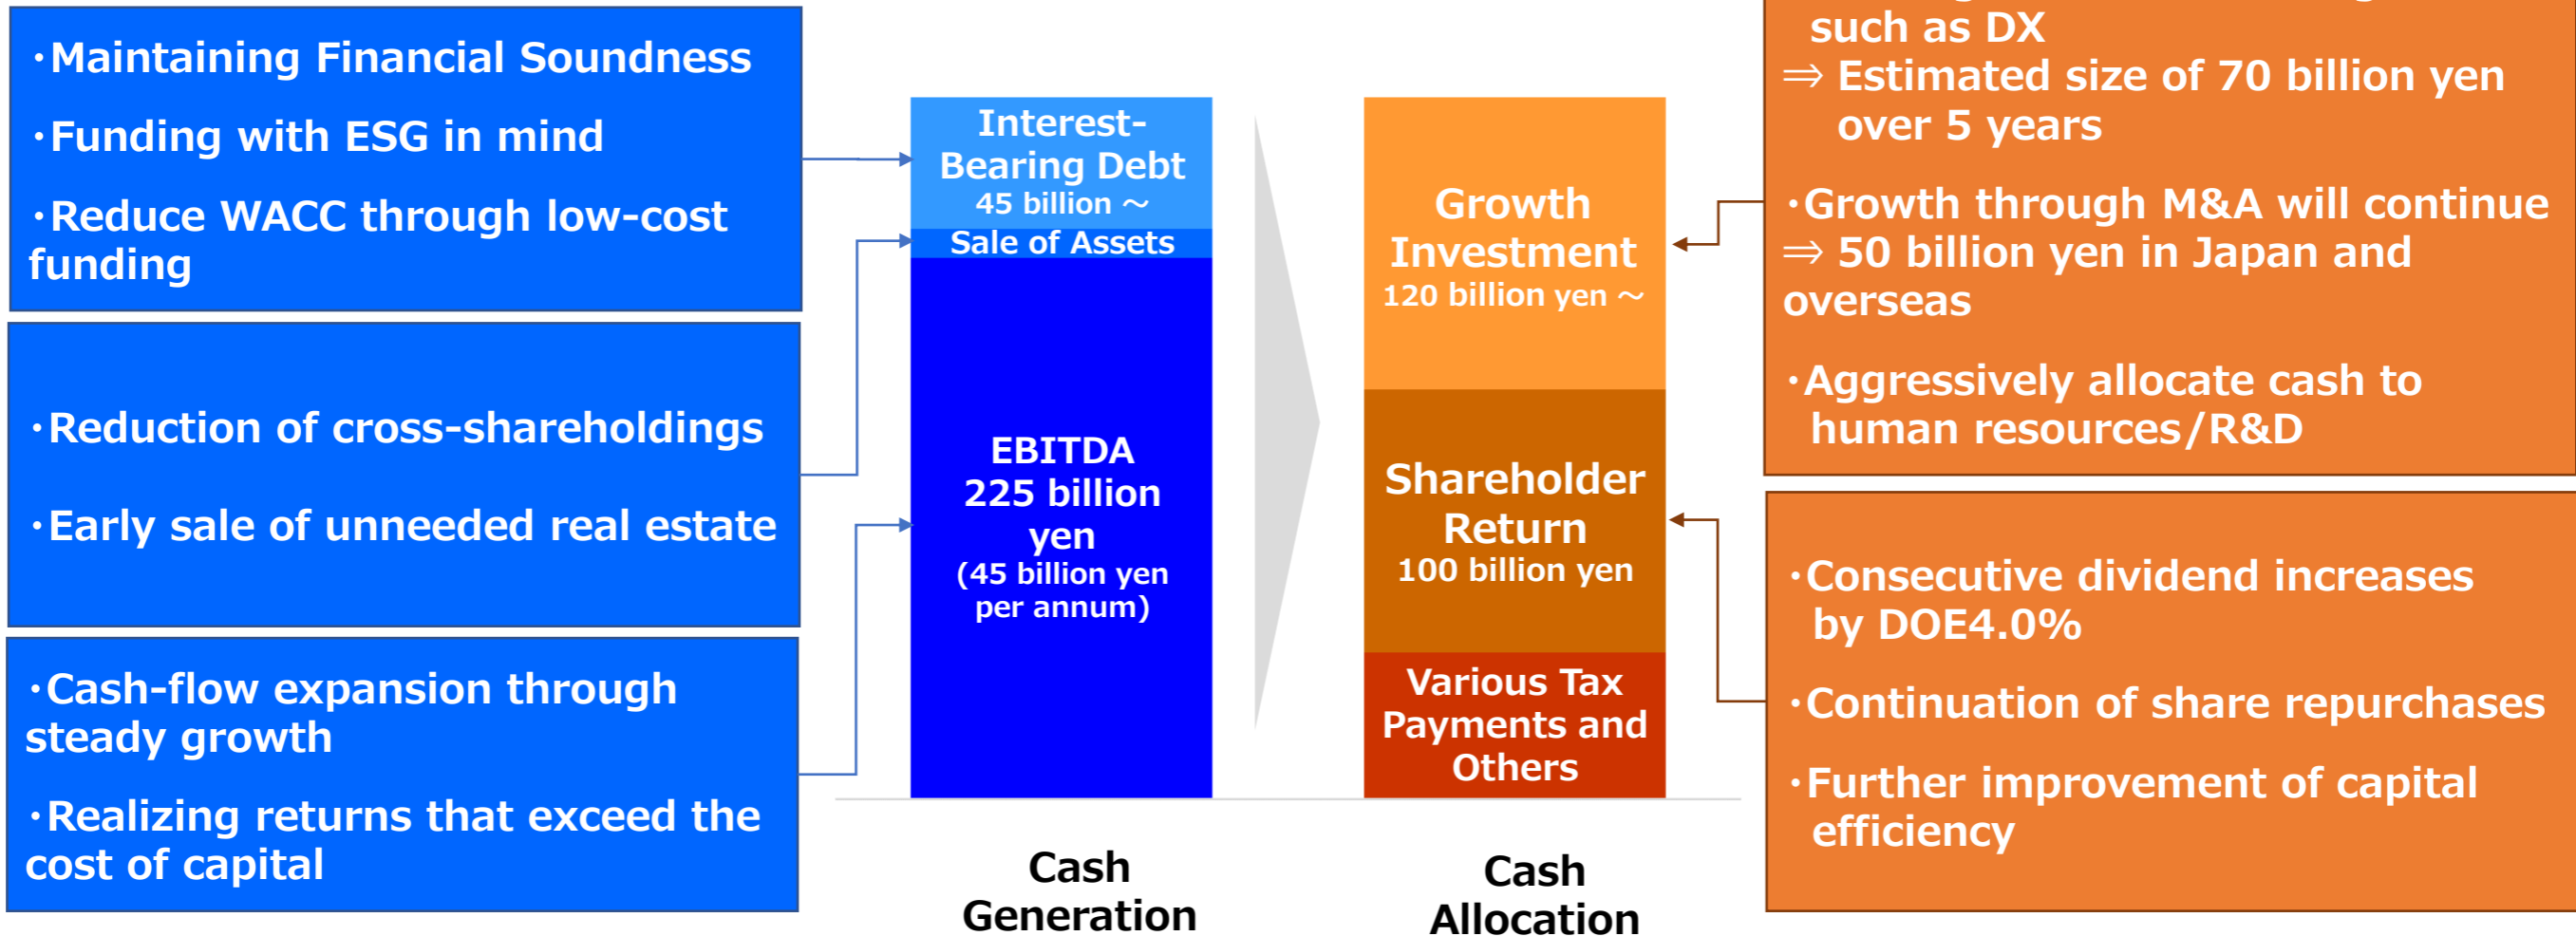 ・Maintaining Financial Soundness
・Funding with ESG in mind
・Reduce WACC through low-cost
funding
・Reduction of cross-shareholdings
・Early sale of unneeded real estate
・Cash-flow expansion through
steady growth
・Realizing returns that exceed the
cost of capital
Interest-
Bearing Debt
45 billion ～
Sale of Assets
EBITDA
225 billion
yen
(45 billion yen
per annum)
Cash
Generation
Growth
Investment
120 billion yen ～
Shareholder
Return
100 billion yen
Various Tax
Payments and
Others
Cash
Allocation
such as DX
⇒ Estimated size of 70 billion yen
over 5 years
・Growth through M&A will continue
⇒ 50 billion yen in Japan and
overseas
・Aggressively allocate cash to
human resources/R&D
・Consecutive dividend increases
by DOE4.0%
・Continuation of share repurchases
・Further improvement of capital
efficiency